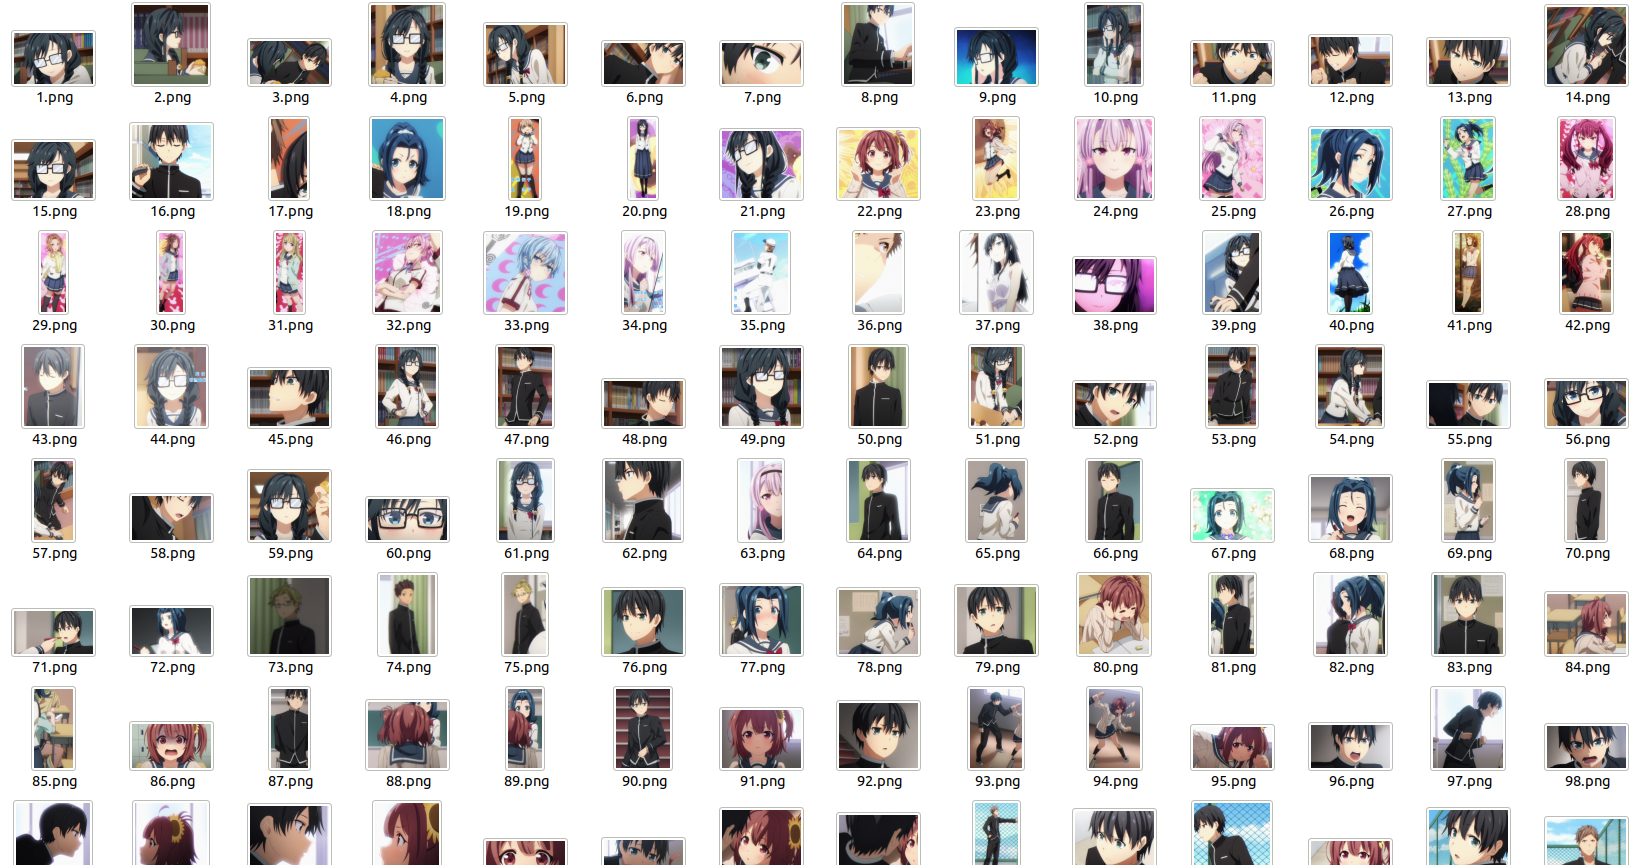 1.png 2.png 3.png 4.png 5.png 6.png 7.png 8.png 9.png 10.png 11.png 12.png 13.png 14.png
15.png 16.png 17.png 18.png 19.png 20.png 21.png 22.png 23.png 24.png 25.png 26.png 27.png 28.png
29.png 30.png 31.png 32.png 33.png 34.png 35.png 36.png 37.png 38.png 39.png 40.png 41.png 42.png
43.png 44.png 45.png 46.png 47.png 48.png 49.png 50.png 51.png 52.png 53.png 54.png 55.png 56.png
57.png 58.png 59.png 60.png 61.png 62.png 63.png 64.png 65.png 66.png 67.png 68.png 69.png 70.png
71.png 72.png 73.png 74.png 75.png 76.png 77.png 78.png 79.png 80.png 81.png 82.png 83.png 84.png
85.png 86.png 87.png 88.png 89.png 90.png 91.png 92.png 93.png 94.png 95.png 96.png 97.png 98.png